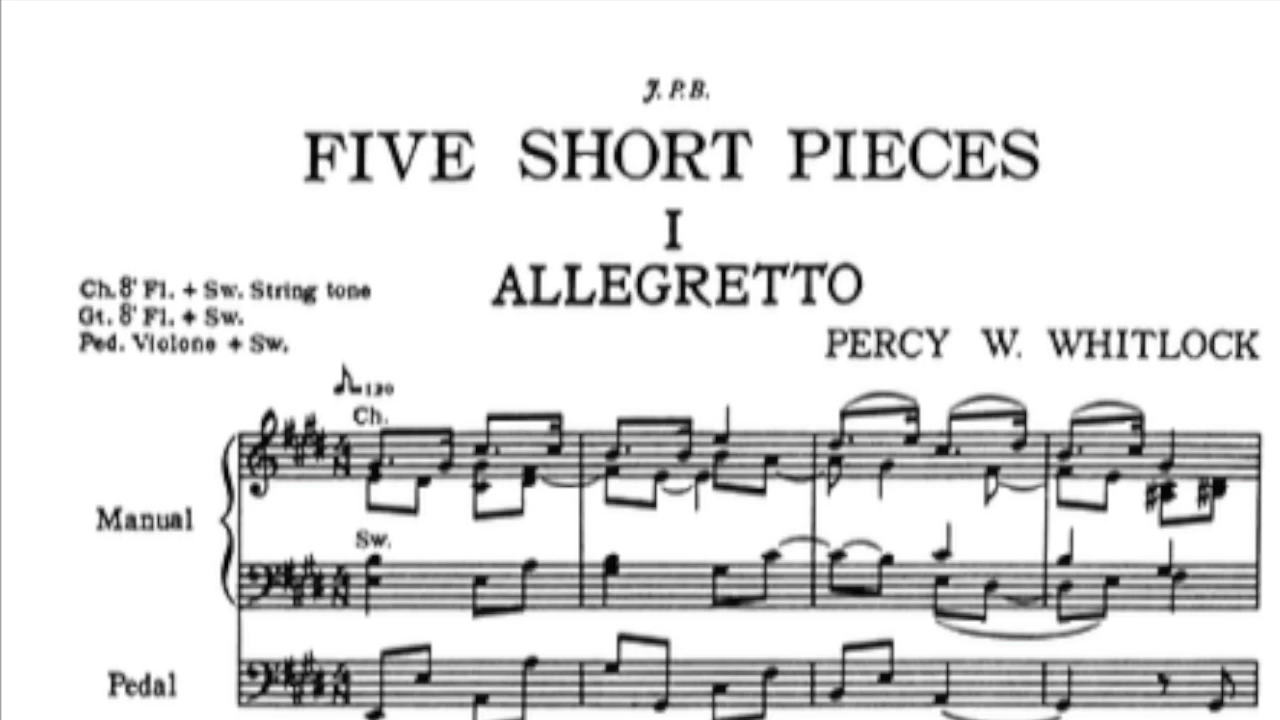 J. P. B.
FIVE SHORT PIECES
I
ALLEGRETTO
Ch. 8' Fl. + Sw. String tone
Gt. 8' Fl. + Sw.
Ped. Violone + Sw.
PERCY W. WHITLOCK
♪=120
Ch.
Manual
Sw.
Pedal